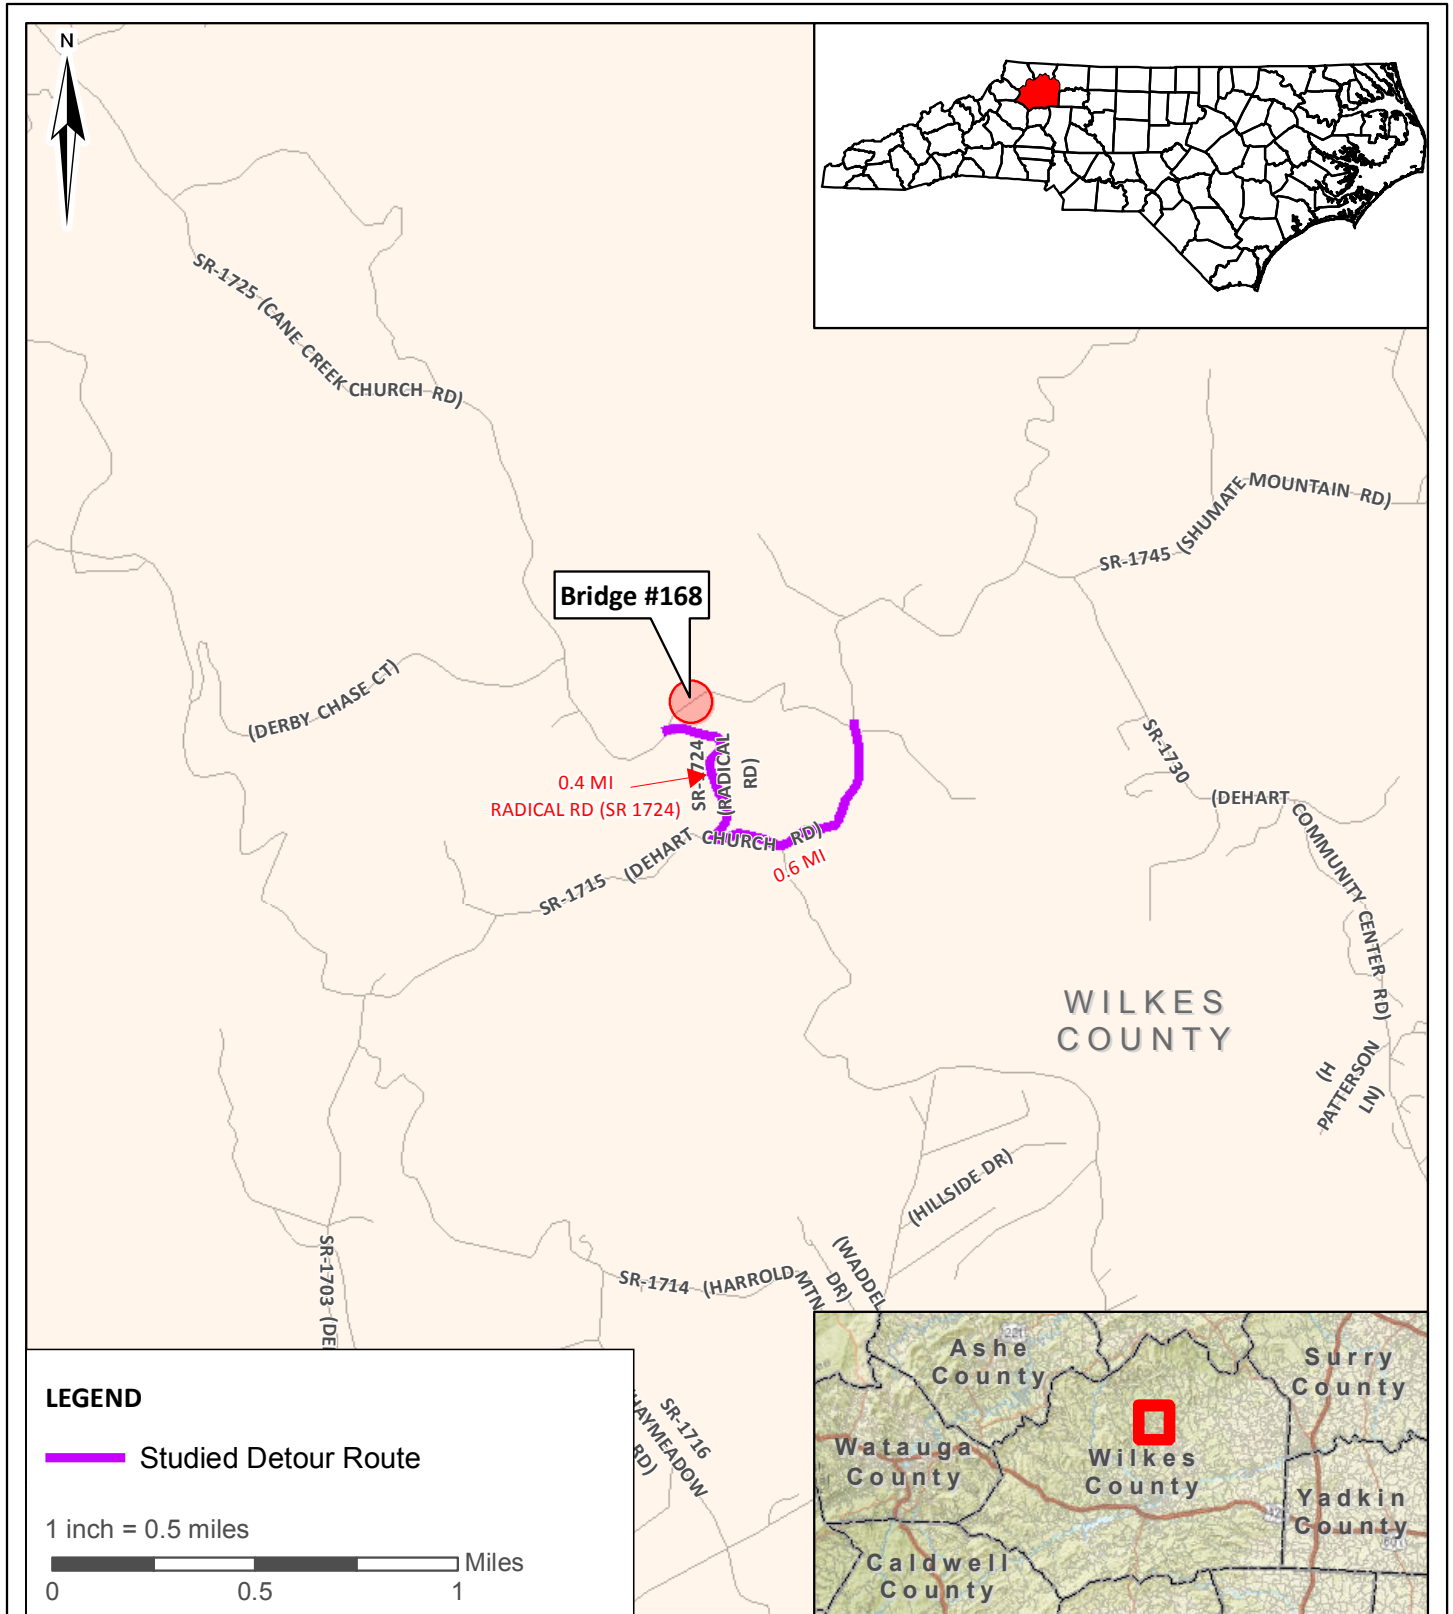 N
SR-1725 (CANE CREEK CHURCH RD)
SR-1745 (SHUMATE MOUNTAIN RD)
Bridge #168
(DERBY CHASE CT)
SR-1724
(RADICAL
RD)
SR-1730
(DEHART COMMUNITY CENTER RD)
0.4 MI
RADICAL RD (SR 1724)
SR-1715 (DEHART CHURCH RD)
0.6 MI
WILKES
COUNTY
(H
PATTERSON
LN)
(HILLSIDE DR)
SR-1703 (DE
SR-1714 (HARROLD MTN
(WADDEL
DR)
SR-1716
(HAYMEADOW
RD)
LEGEND
Studied Detour Route
1 inch = 0.5 miles
Miles
0 0.5 1
221
Ashe
County
Surry
County
Watauga
County
Wilkes
County
Yadkin
County
421
601
Caldwell
County